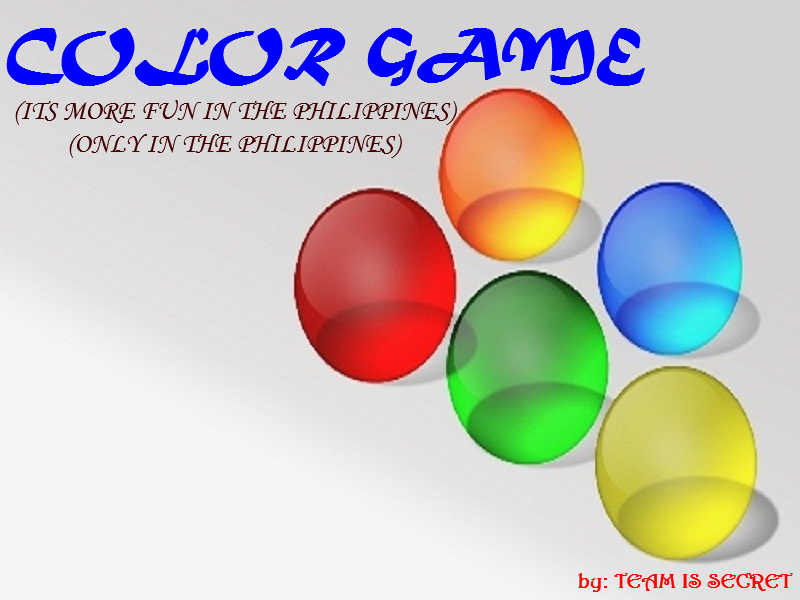 COLOR GAME
(ITS MORE FUN IN THE PHILIPPINES)
(ONLY IN THE PHILIPPINES)
by: TEAM IS SECRET